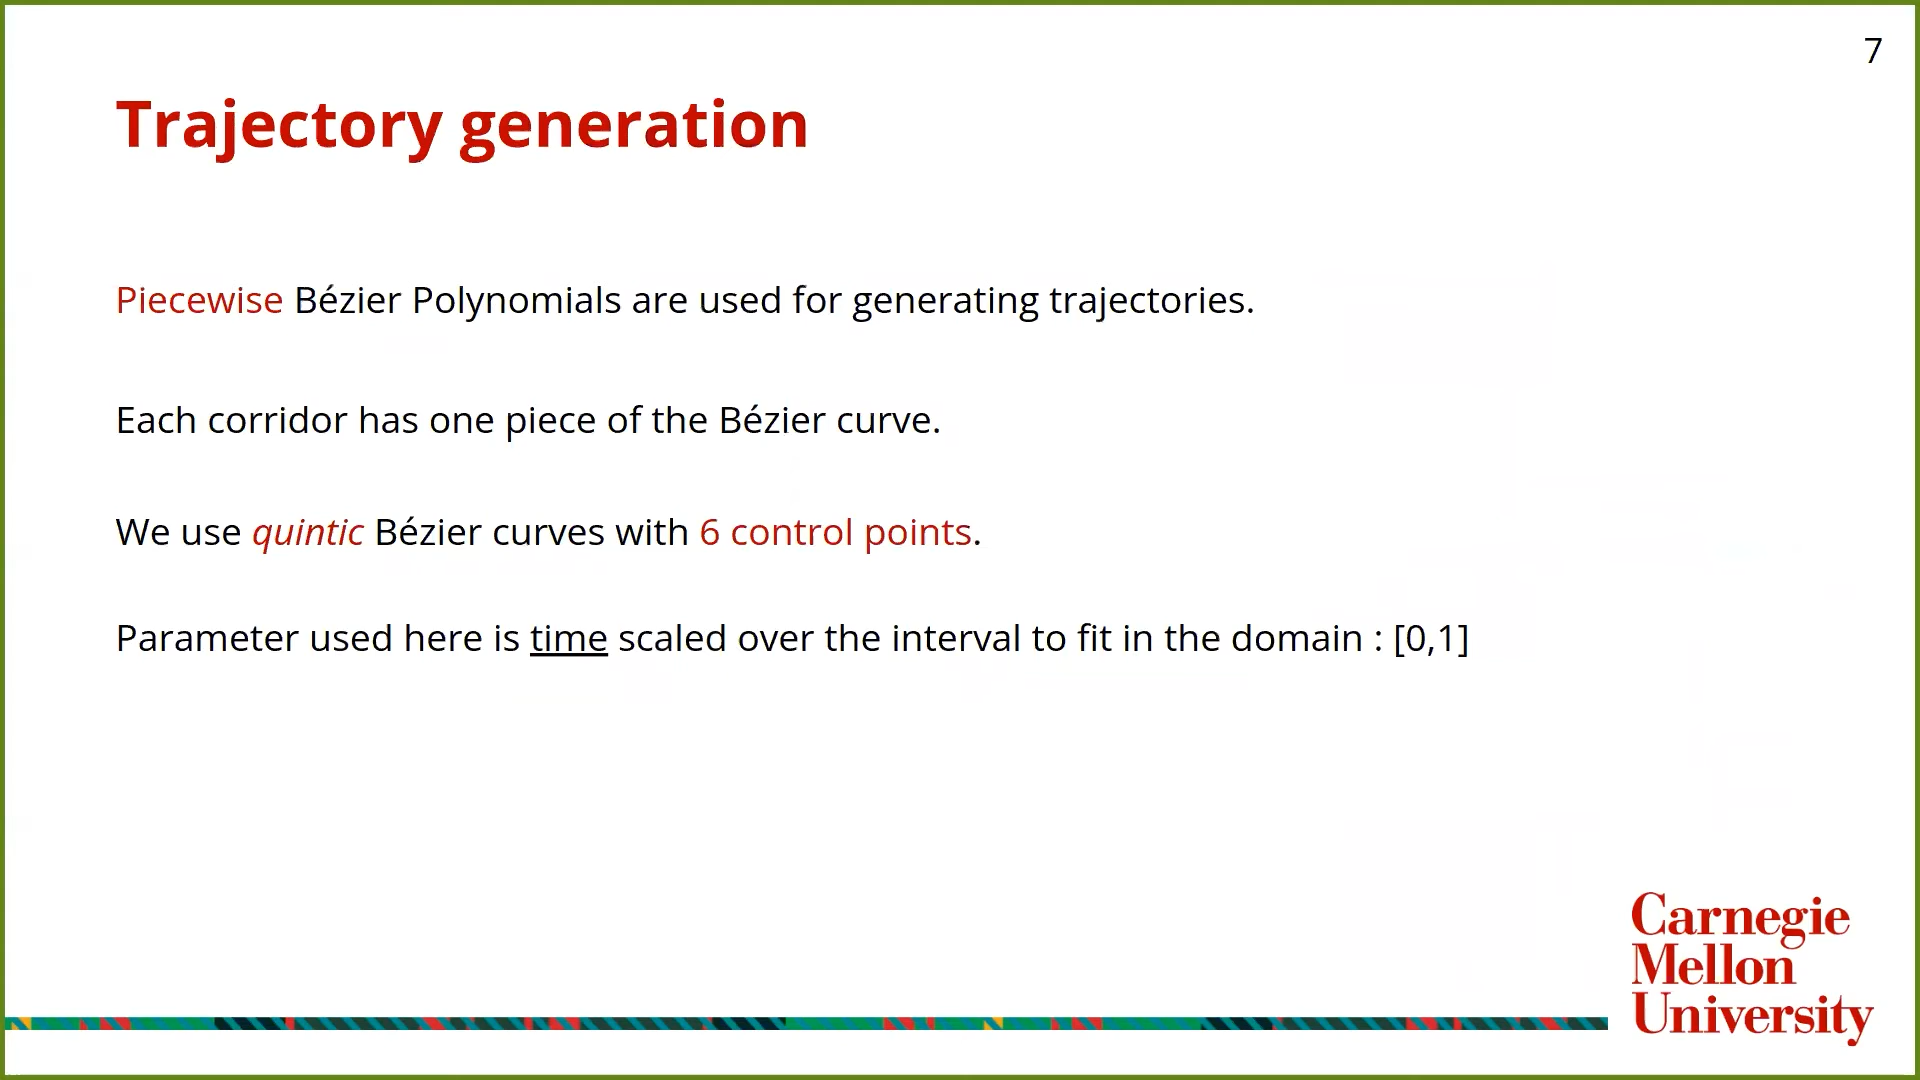 7
Trajectory generation
Piecewise Bézier Polynomials are used for generating trajectories.
Each corridor has one piece of the Bézier curve.
We use quintic Bézier curves with 6 control points.
Parameter used here is time scaled over the interval to fit in the domain : [0,1]
Carnegie
Mellon
University